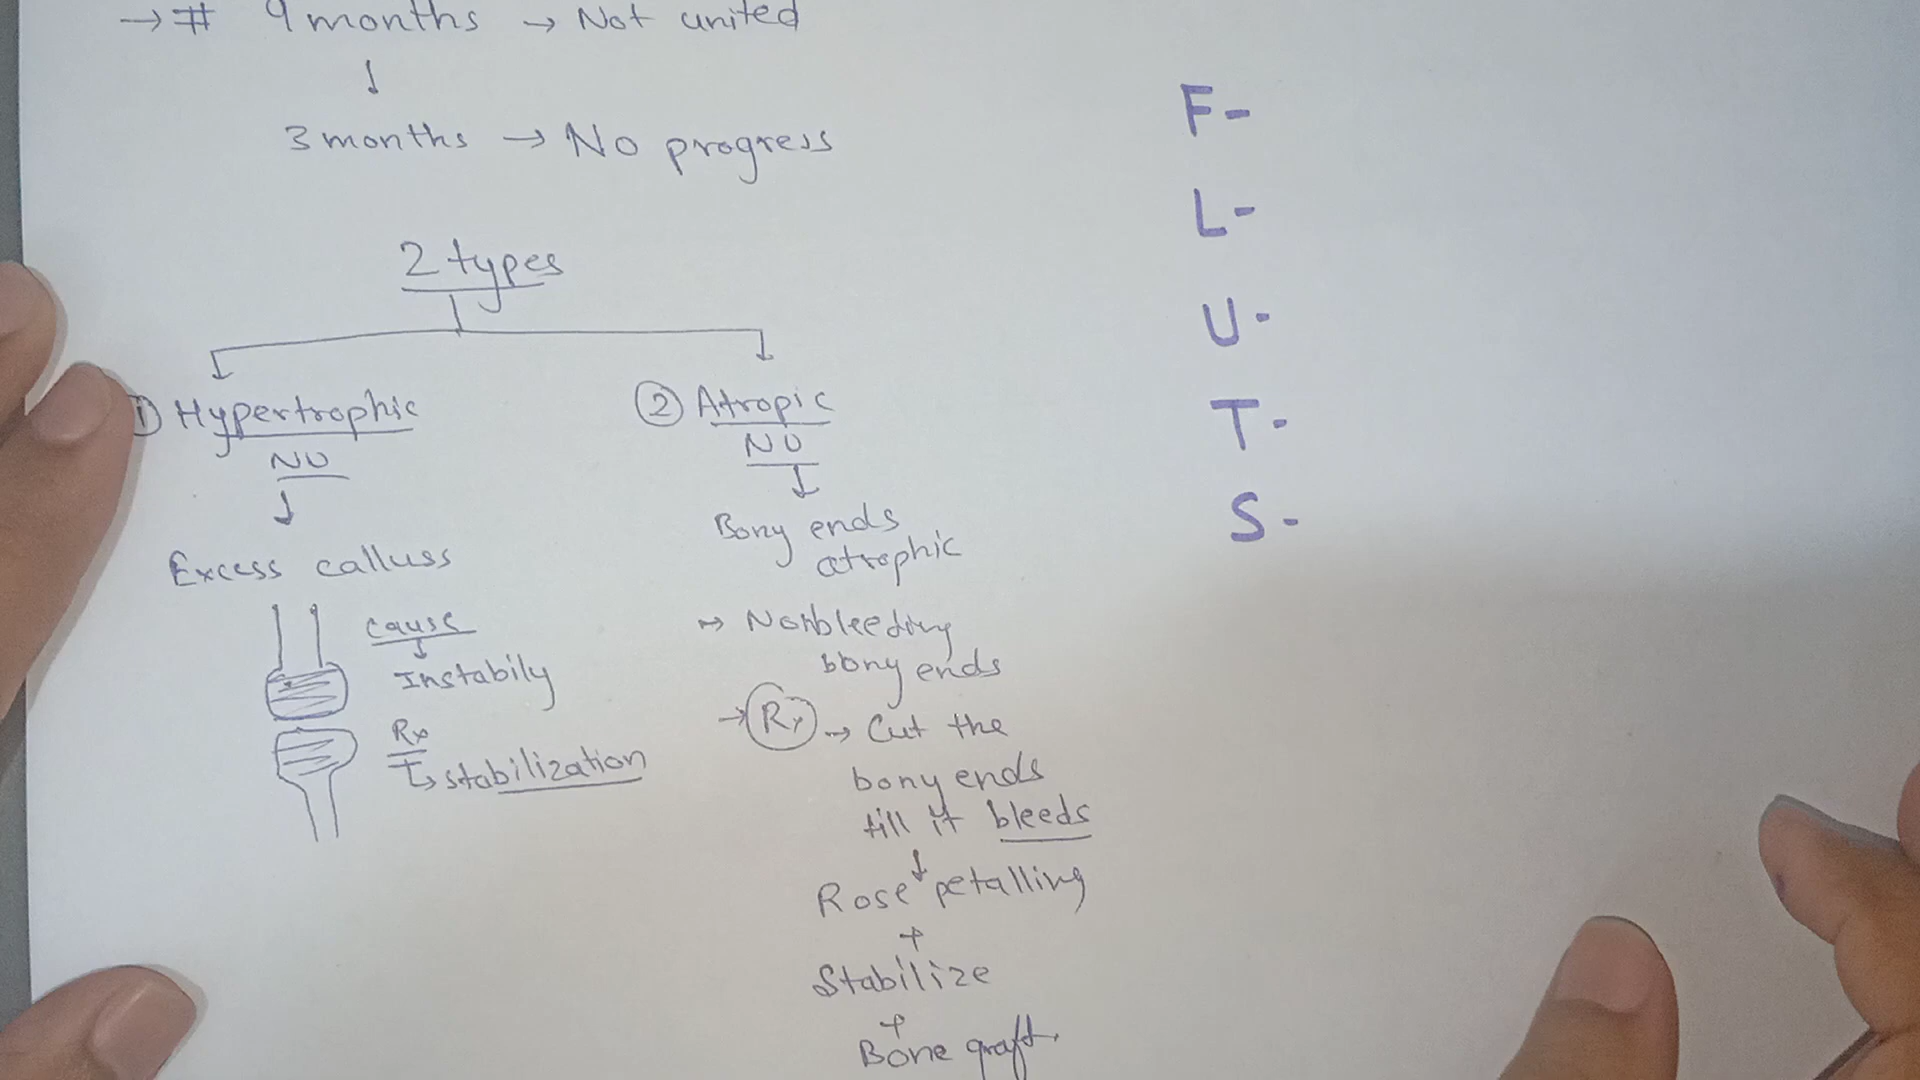 → # 9 months → Not united
↓
3 months → No progress
2 types
① Hypertrophic
NU
↓
Excess calluss
cause
↓
Instabily
Rx
↳ stabilization
② Atropic
NU
↓
Bony ends
atrophic
→ Nonbleeding
bony ends
→ Rx → Cut the
bony ends
till it bleeds
↓
Rose petalling
+
Stabilize
+
Bone graft.
F-
L-
U-
T-
S-